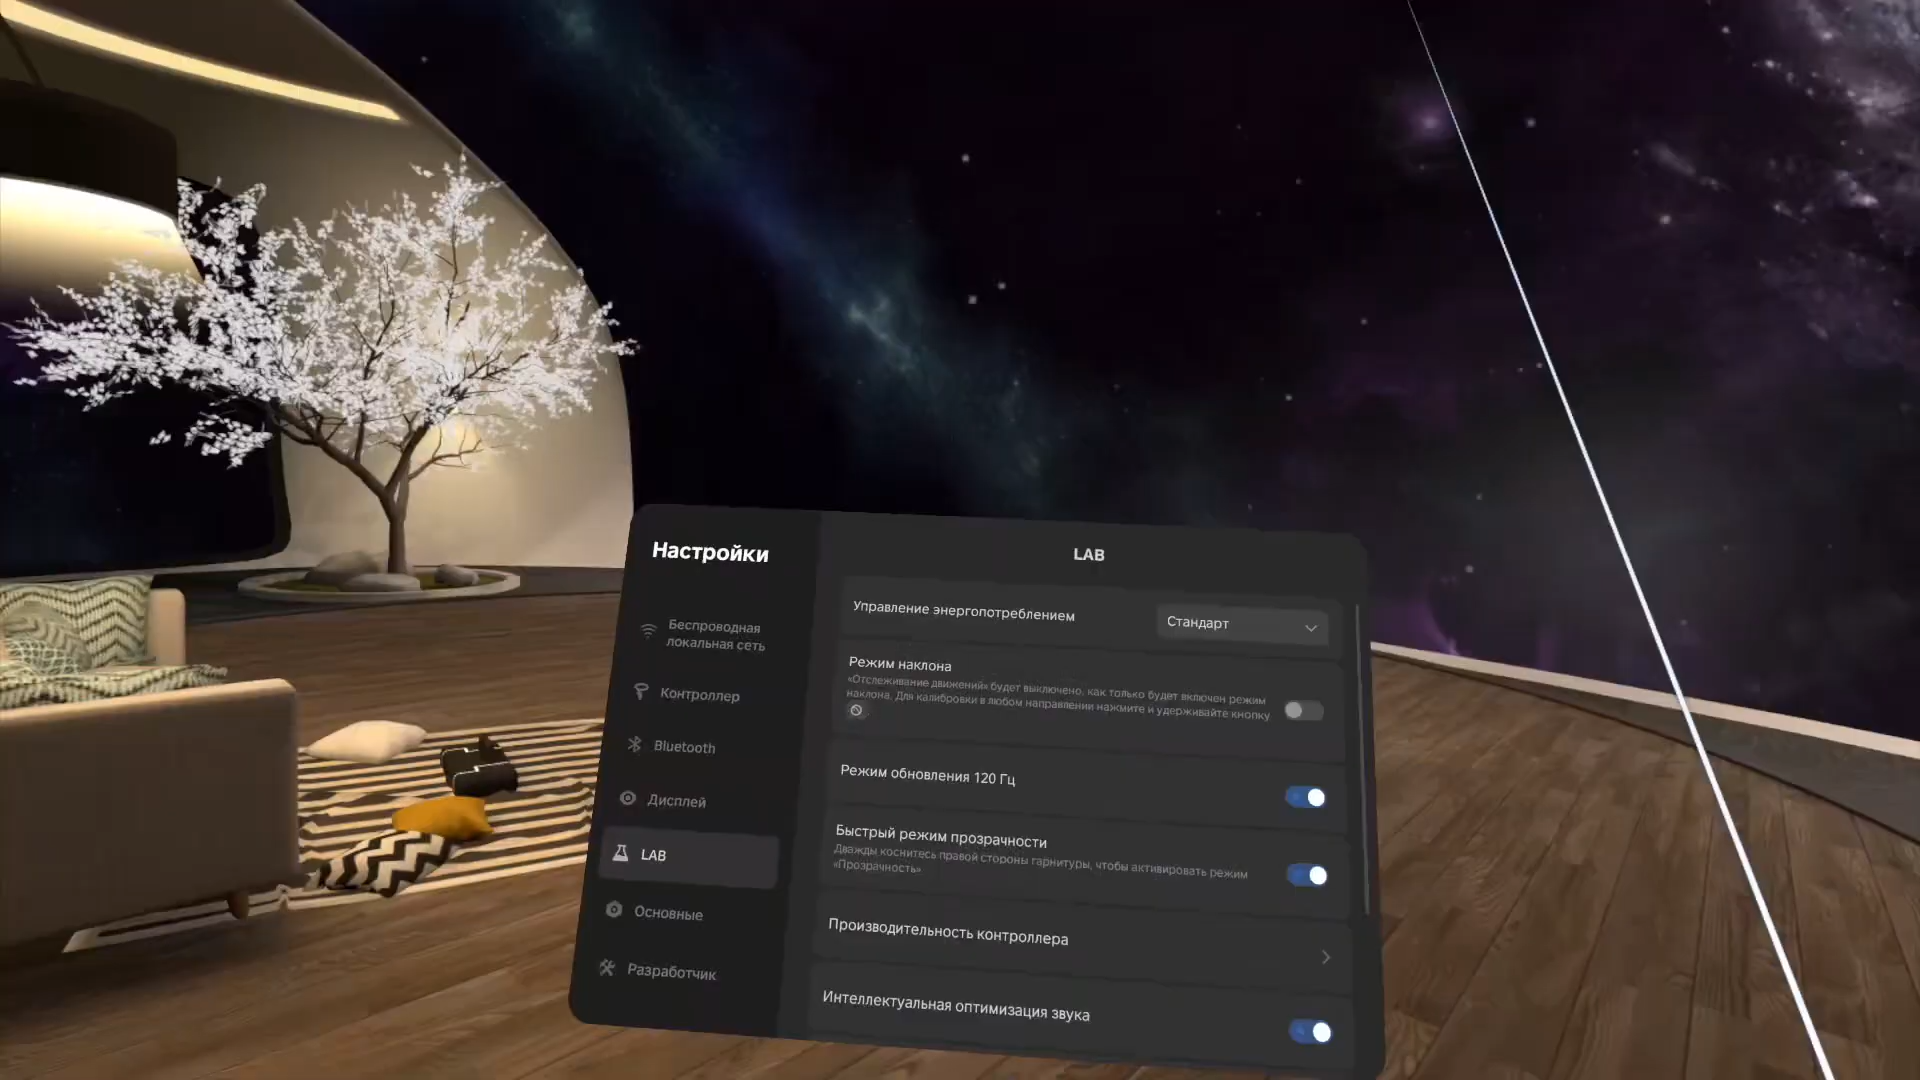 Настройки
Беспроводная
локальная сеть
Контроллер
Bluetooth
Дисплей
LAB
Основные
Разработчик
LAB
Управление энергопотреблением
Стандарт
Режим наклона
«Отслеживание движений» будет выключено, как только будет включен режим
наклона. Для калибровки в любом направлении нажмите и удерживайте кнопку
Режим обновления 120 Гц
Быстрый режим прозрачности
Дважды коснитесь правой стороны гарнитуры, чтобы активировать режим
«Прозрачность»
Производительность контроллера
Интеллектуальная оптимизация звука